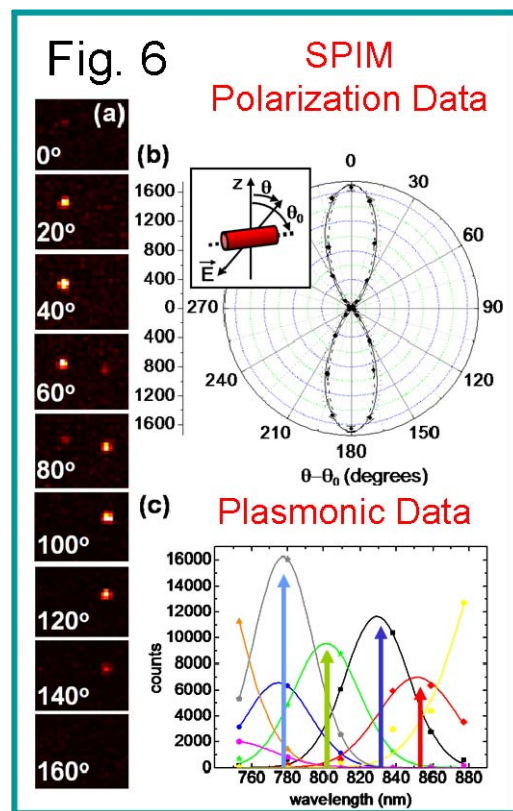 Fig. 6
SPIM
Polarization Data
(a)
0°
20°
40°
60°
80°
100°
120°
140°
160°
(b)
z
θ
θ₀
E
0
30
60
90
120
150
180
210
240
270
1600
1200
800
400
0
400
800
1200
1600
θ–θ₀ (degrees)
(c)
Plasmonic Data
16000
14000
12000
10000
8000
6000
4000
2000
0
counts
760 780 800 820 840 860 880
wavelength (nm)